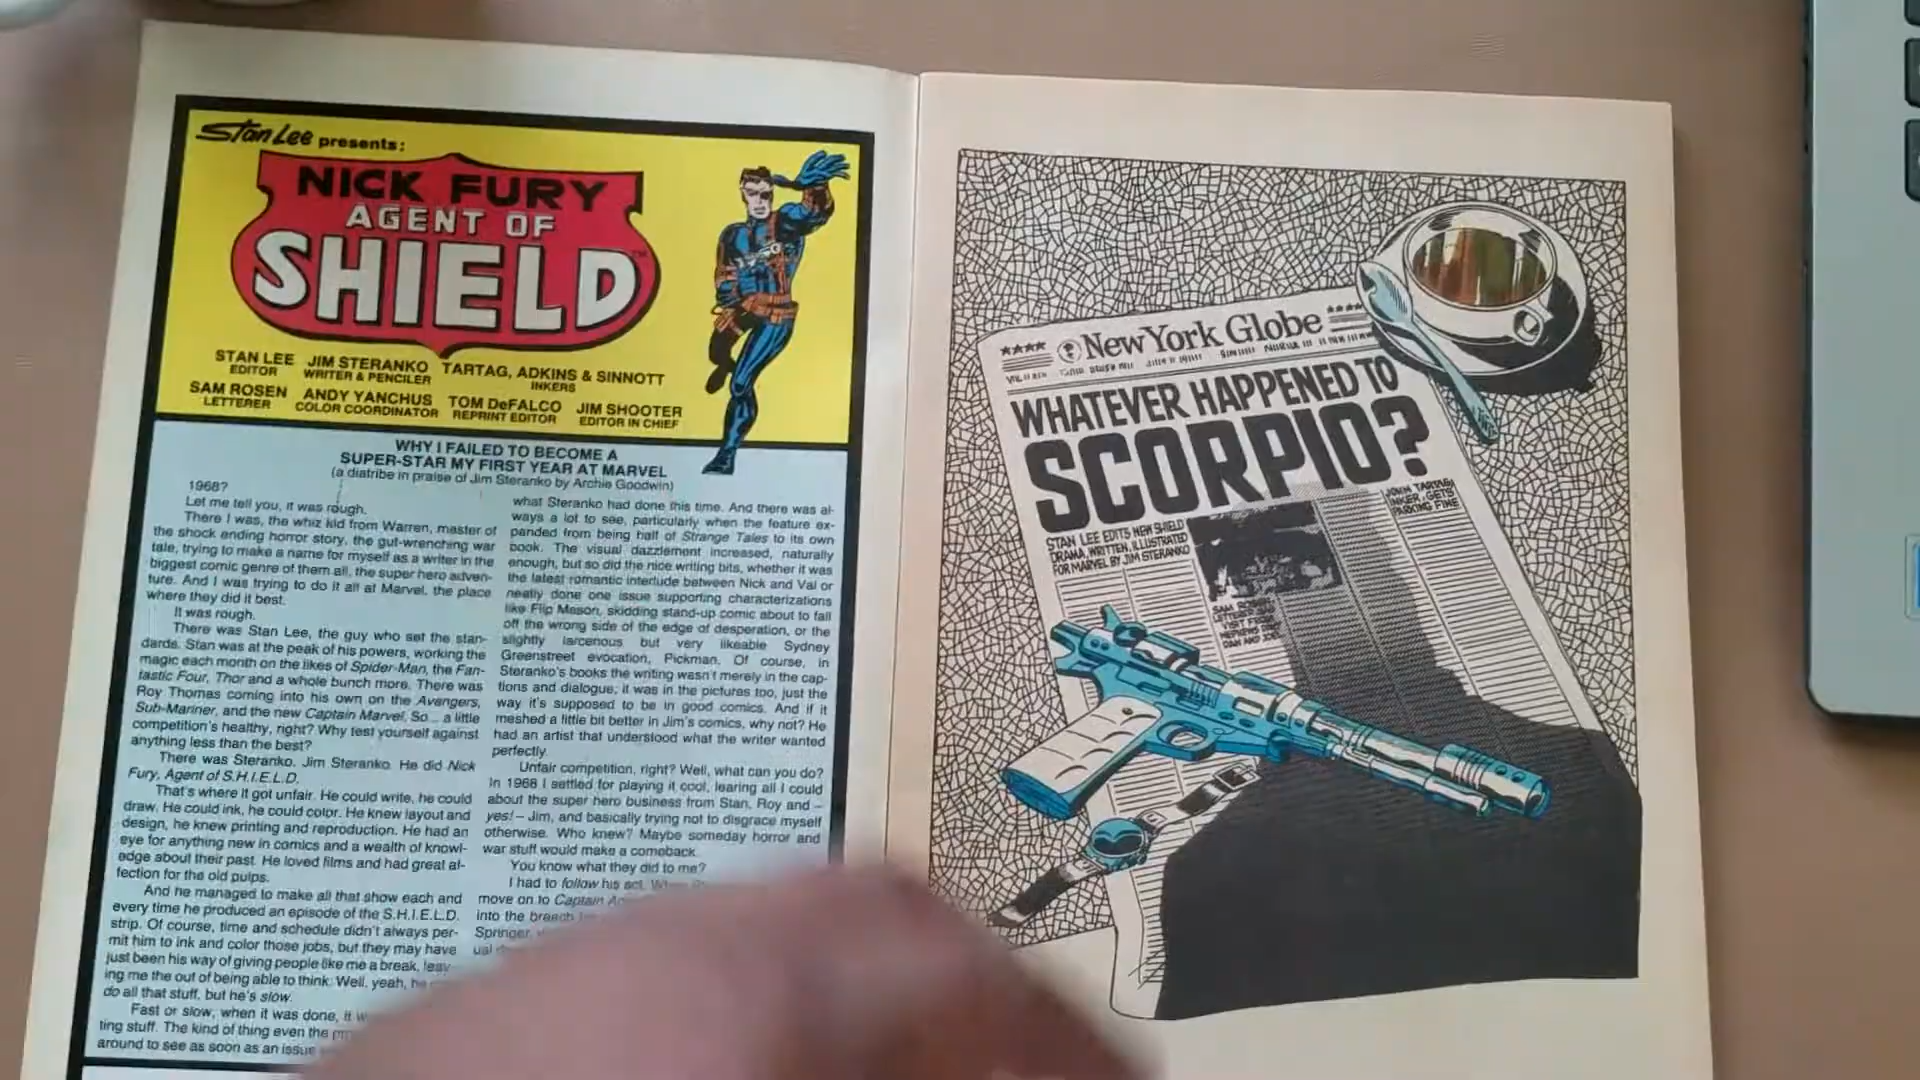 Stan Lee presents:
NICK FURY
AGENT OF
SHIELD™
STAN LEE
EDITOR
JIM STERANKO
WRITER & PENCILER
TARTAG, ADKINS & SINNOTT
INKERS
SAM ROSEN
LETTERER
ANDY YANCHUS
COLOR COORDINATOR
TOM DeFALCO
REPRINT EDITOR
JIM SHOOTER
EDITOR IN CHIEF
WHY I FAILED TO BECOME A
SUPER-STAR MY FIRST YEAR AT MARVEL
(a diatribe in praise of Jim Steranko by Archie Goodwin)
1968?
Let me tell you, it was rough.
There I was, the whiz kid from Warren, master of
the shock ending horror story, the gut-wrenching war
tale, trying to make a name for myself as a writer in the
biggest comic genre of them all, the super hero adven-
ture. And I was trying to do it all at Marvel, the place
where they did it best.
It was rough.
There was Stan Lee, the guy who set the stan-
dards. Stan was at the peak of his powers, working the
magic each month on the likes of Spider-Man, the Fan-
tastic Four, Thor and a whole bunch more. There was
Roy Thomas coming into his own on the Avengers,
Sub-Mariner, and the new Captain Marvel. So... a little
competition's healthy, right? Why test yourself against
anything less than the best?
There was Steranko. Jim Steranko. He did Nick
Fury, Agent of S.H.I.E.L.D.
That's where it got unfair. He could write, he could
draw. He could ink, he could color. He knew layout and
design, he knew printing and reproduction. He had an
eye for anything new in comics and a wealth of knowl-
edge about their past. He loved films and had great af-
fection for the old pulps.
And he managed to make all that show each and
every time he produced an episode of the S.H.I.E.L.D.
strip. Of course, time and schedule didn't always per-
mit him to ink and color those jobs, but they may have
just been his way of giving people like me a break, leav-
ing me the out of being able to think: Well, yeah, he
do all that stuff, but he's slow.
Fast or slow, when it was done, it w
ting stuff. The kind of thing even the pr
around to see as soon as an issue
what Steranko had done this time. And there was al-
ways a lot to see, particularly when the feature ex-
panded from being half of Strange Tales to its own
book. The visual dazzlement increased, naturally
enough, but so did the nice writing bits, whether it was
the latest romantic interlude between Nick and Val or
neatly done one issue supporting characterizations
like Flip Mason, skidding stand-up comic about to fall
off the wrong side of the edge of desperation, or the
slightly larcenous but very likeable Sydney
Greenstreet evocation, Pickman. Of course, in
Steranko's books the writing wasn't merely in the cap-
tions and dialogue; it was in the pictures too, just the
way it's supposed to be in good comics. And if it
meshed a little bit better in Jim's comics, why not? He
had an artist that understood what the writer wanted
perfectly.
Unfair competition, right? Well, what can you do?
In 1968 I settled for playing it cool, learing all I could
about the super hero business from Stan, Roy and –
yes! – Jim, and basically trying not to disgrace myself
otherwise. Who knew? Maybe someday horror and
war stuff would make a comeback.
You know what they did to me?
I had to follow his act.
move on to Captain
into the breach
Springer,
New York Globe
WHATEVER HAPPENED TO
SCORPIO?
STAN LEE EDITS NEW SHIELD
DRAMA, WRITTEN, ILLUSTRATED
FOR MARVEL BY JIM STERANKO
JOHN TARTAG,
INKER, GETS
PARKING FINE